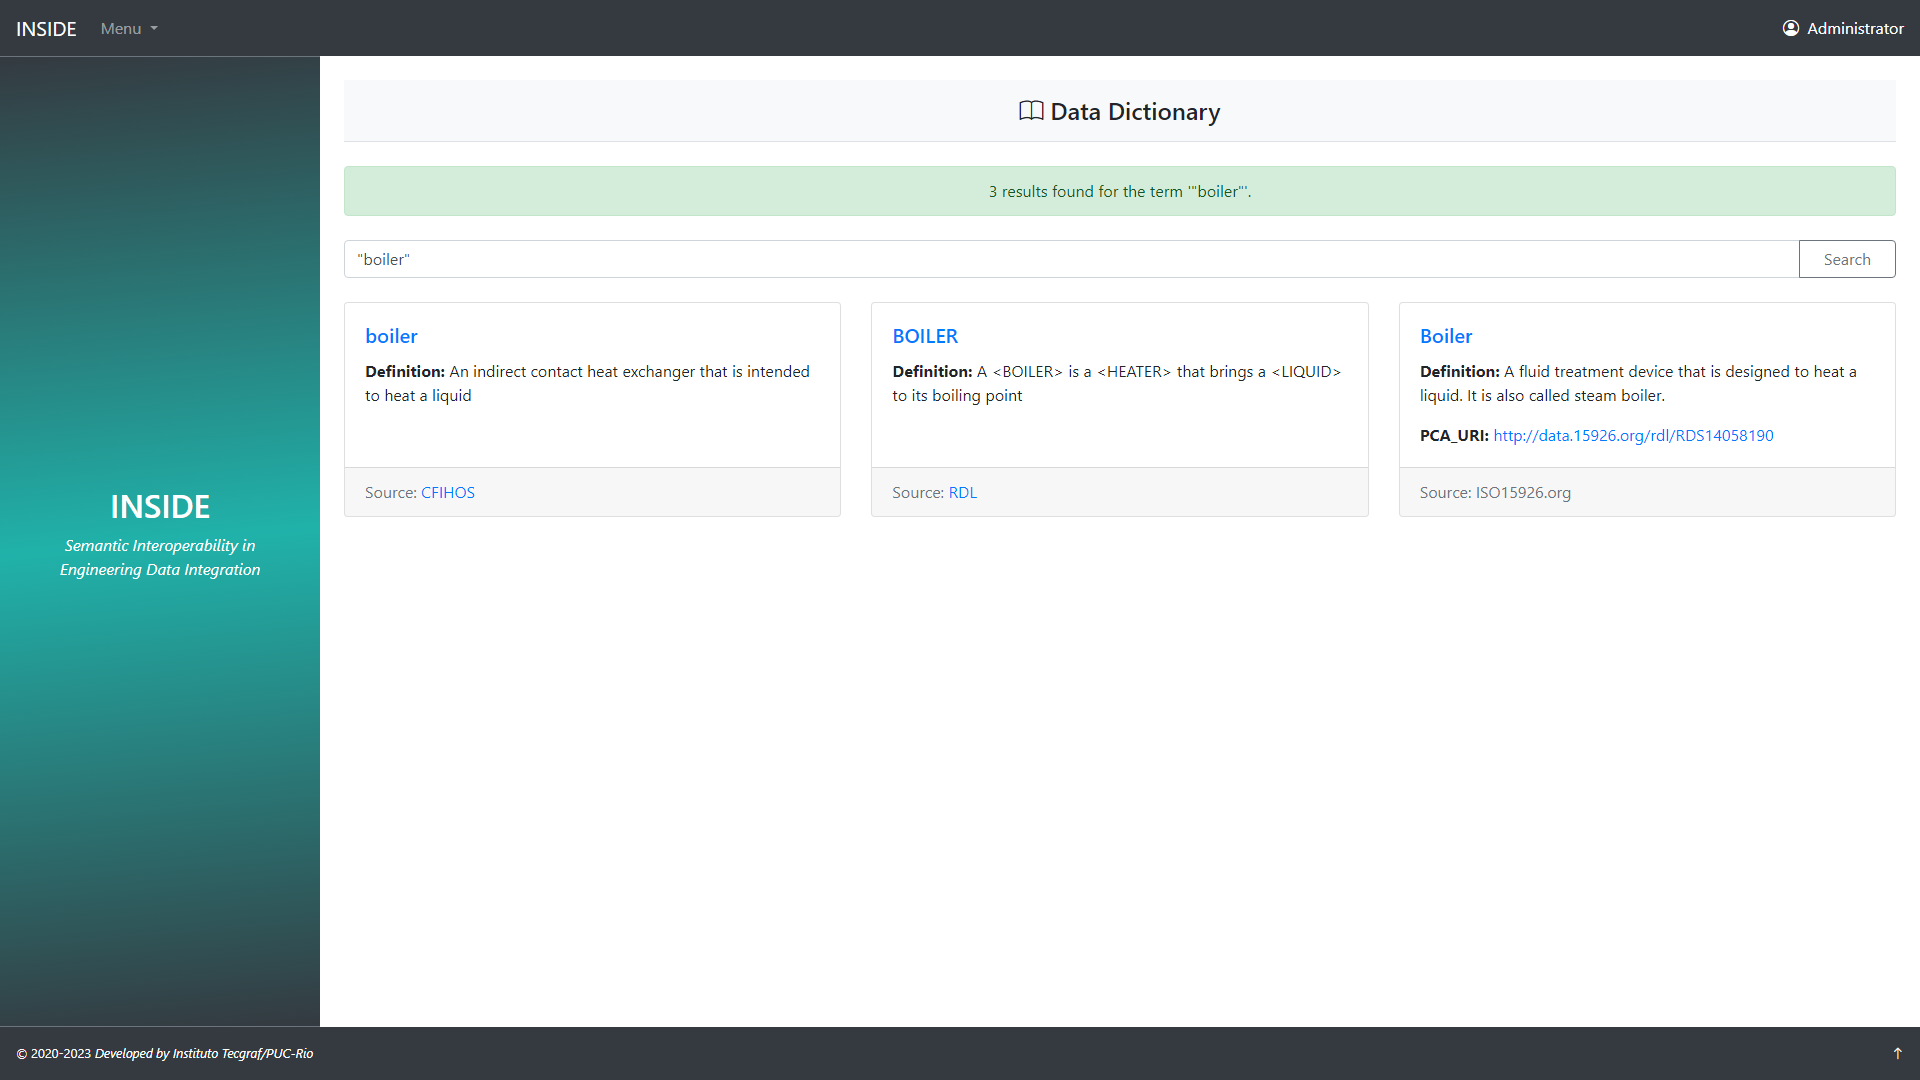 INSIDE Menu Administrator
INSIDE
Semantic Interoperability in
Engineering Data Integration
Data Dictionary
3 results found for the term '"boiler"'.
"boiler" Search
boiler
Definition: An indirect contact heat exchanger that is intended
to heat a liquid
Source: CFIHOS
BOILER
Definition: A <BOILER> is a <HEATER> that brings a <LIQUID>
to its boiling point
Source: RDL
Boiler
Definition: A fluid treatment device that is designed to heat a
liquid. It is also called steam boiler.
PCA_URI: http://data.15926.org/rdl/RDS14058190
Source: ISO15926.org
© 2020-2023 Developed by Instituto Tecgraf/PUC-Rio